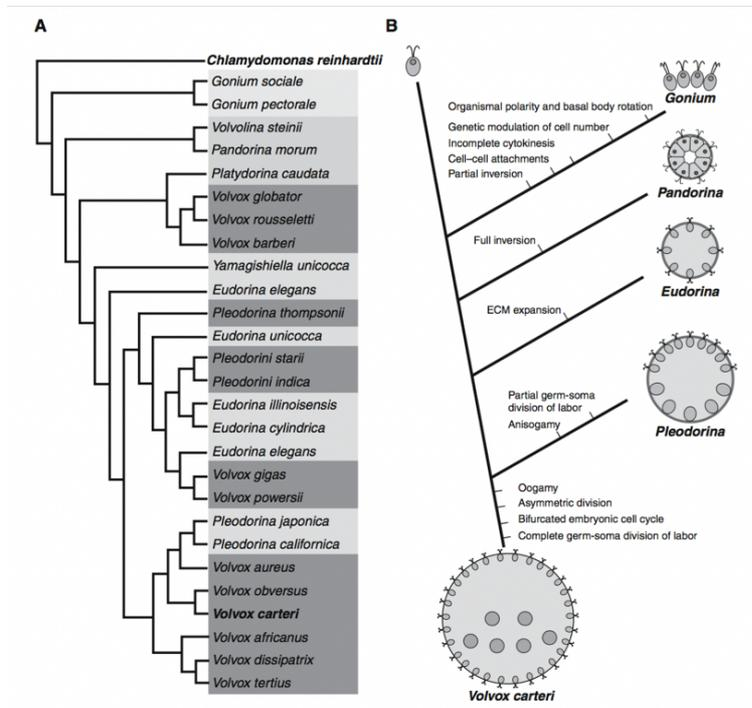 A
Chlamydomonas reinhardtii
Gonium sociale
Gonium pectorale
Volvolina steinii
Pandorina morum
Platydorina caudata
Volvox globator
Volvox rousseletti
Volvox barberi
Yamagishiella unicocca
Eudorina elegans
Pleodorina thompsonii
Eudorina unicocca
Pleodorini starii
Pleodorini indica
Eudorina illinoisensis
Eudorina cylindrica
Eudorina elegans
Volvox gigas
Volvox powersii
Pleodorina japonica
Pleodorina californica
Volvox aureus
Volvox obversus
Volvox carteri
Volvox africanus
Volvox dissipatrix
Volvox tertius
B
Organismal polarity and basal body rotation
Genetic modulation of cell number
Incomplete cytokinesis
Cell–cell attachments
Partial inversion
Gonium
Full inversion
Pandorina
ECM expansion
Eudorina
Partial germ-soma
division of labor
Anisogamy
Pleodorina
Oogamy
Asymmetric division
Bifurcated embryonic cell cycle
Complete germ-soma division of labor
Volvox carteri